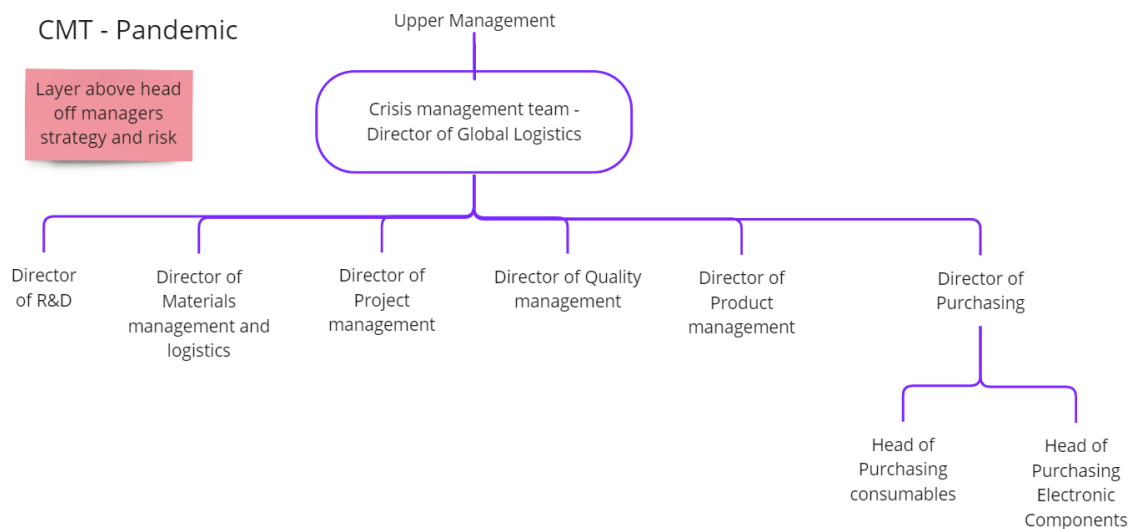 CMT - Pandemic
Upper Management
Layer above head
off managers
strategy and risk
Crisis management team -
Director of Global Logistics
Director
of R&D
Director of
Materials
management and
logistics
Director of
Project
management
Director of Quality
management
Director of
Product
management
Director of
Purchasing
Head of
Purchasing
consumables
Head of
Purchasing
Electronic
Components